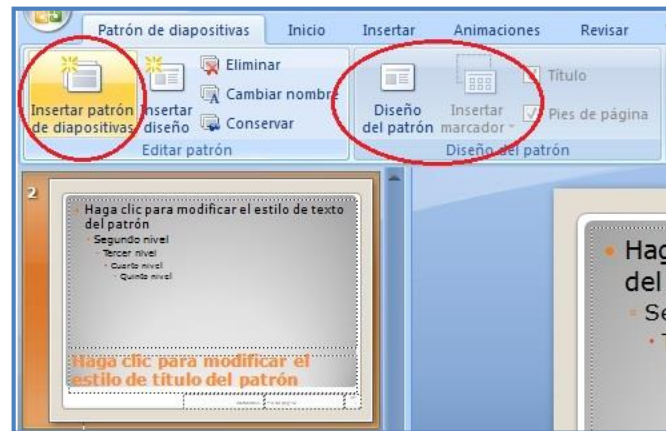 Patrón de diapositivas Inicio Insertar Animaciones Revisar
Insertar patrón de diapositivas
Insertar diseño
Eliminar
Cambiar nombre
Conservar
Editar patrón
Diseño del patrón
Insertar marcador
Título
Pies de página
Diseño del patrón
2
Haga clic para modificar el estilo de texto
del patrón
Segundo nivel
Tercer nivel
Cuarto nivel
Quinto nivel
Haga clic para modificar el
estilo de título del patrón
Hag
del
Se
T